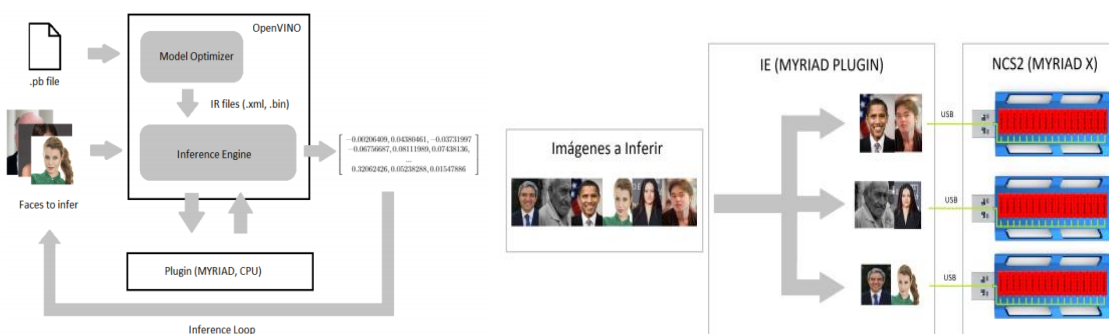 OpenVINO
Model Optimizer
.pb file
IR files (.xml, .bin)
Inference Engine
−0.00206409, 0.04380461, −0.03731997
−0.06756687, 0.08111989, 0.07438136,
...
0.32062426, 0.05238288, 0.01547886
Faces to infer
Plugin (MYRIAD, CPU)
Inference Loop
Imágenes a Inferir
IE (MYRIAD PLUGIN)
NCS2 (MYRIAD X)
USB
USB
USB